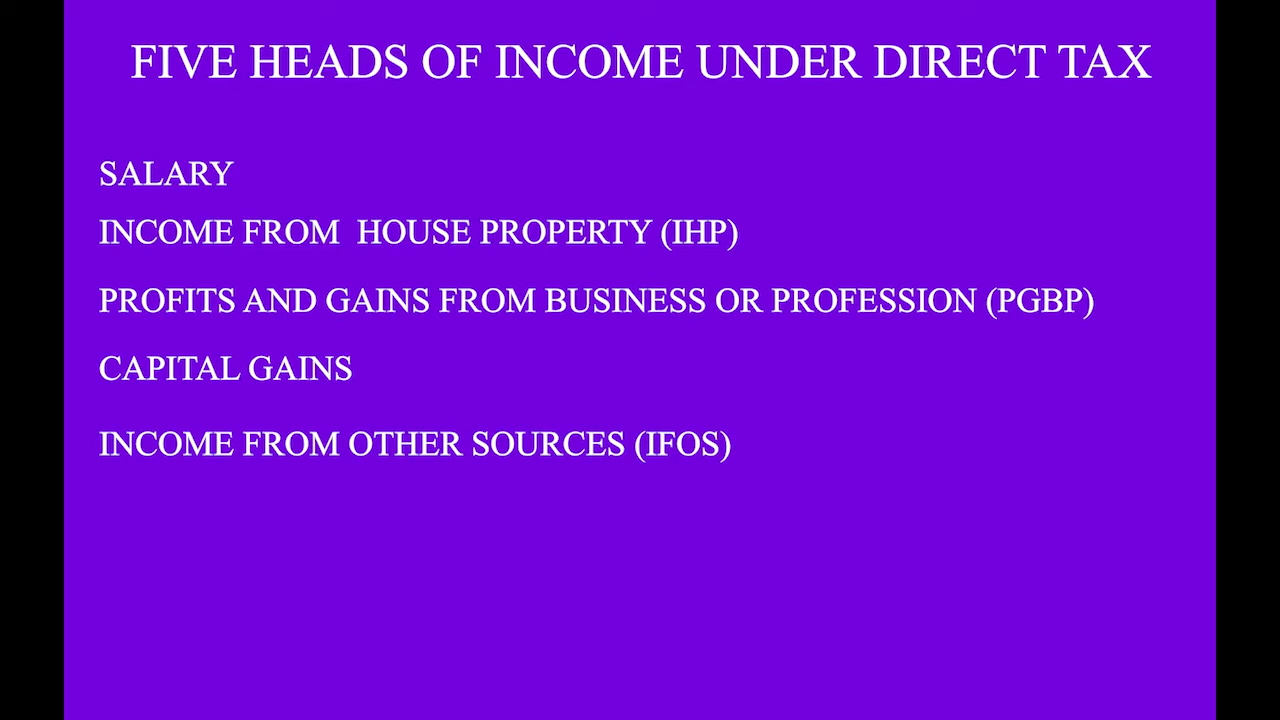 FIVE HEADS OF INCOME UNDER DIRECT TAX
SALARY
INCOME FROM  HOUSE PROPERTY (IHP)
PROFITS AND GAINS FROM BUSINESS OR PROFESSION (PGBP)
CAPITAL GAINS
INCOME FROM OTHER SOURCES (IFOS)